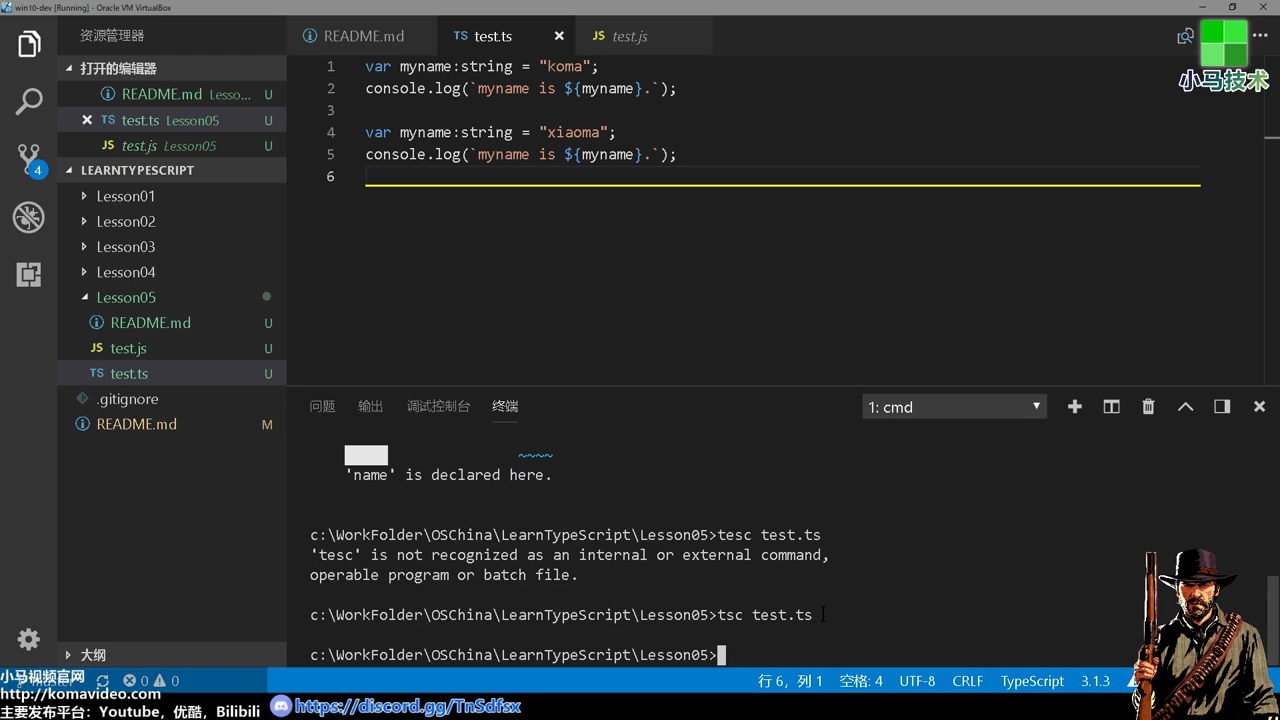 win10-dev [Running] - Oracle VM VirtualBox
资源管理器
README.md
TS test.ts
JS test.js
小马技术
打开的编辑器
README.md Lesso... U
TS test.ts Lesson05 U
JS test.js Lesson05 U
4
LEARNTYPESCRIPT
Lesson01
Lesson02
Lesson03
Lesson04
Lesson05
README.md U
JS test.js U
TS test.ts U
.gitignore
README.md M
大纲
1 var myname:string = "koma";
2 console.log(`myname is ${myname}.`);
3
4 var myname:string = "xiaoma";
5 console.log(`myname is ${myname}.`);
6
问题 输出 调试控制台 终端
1: cmd
~~~~
'name' is declared here.
c:\WorkFolder\OSChina\LearnTypeScript\Lesson05>tesc test.ts
'tesc' is not recognized as an internal or external command,
operable program or batch file.
c:\WorkFolder\OSChina\LearnTypeScript\Lesson05>tsc test.ts
c:\WorkFolder\OSChina\LearnTypeScript\Lesson05>
0 0
行 6，列 1 空格: 4 UTF-8 CRLF TypeScript 3.1.3
小马视频官网
http://komavideo.com
主要发布平台：Youtube，优酷，Bilibili
https://discord.gg/TnSdfsx